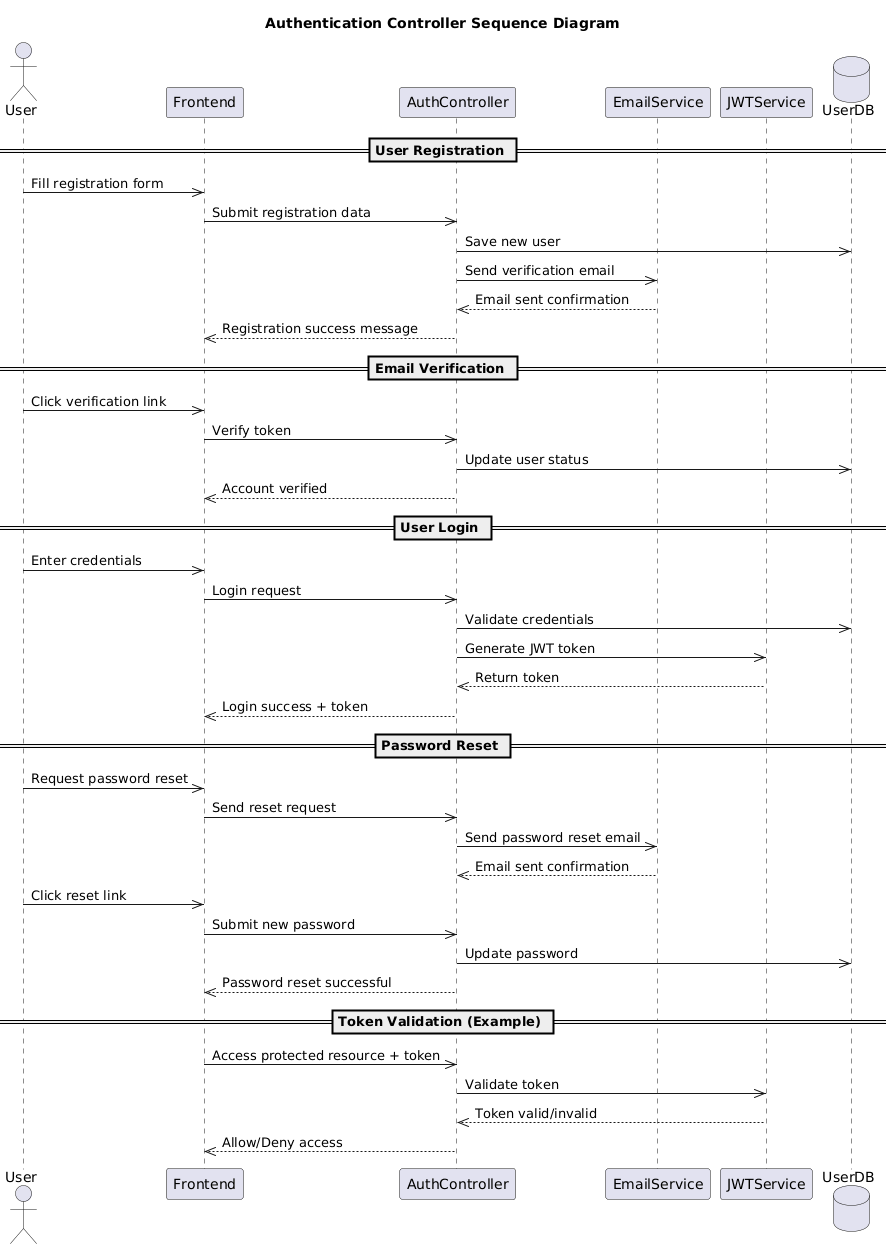 Authentication Controller Sequence Diagram
User
Frontend
AuthController
EmailService
JWTService
UserDB
User Registration
Fill registration form
Submit registration data
Save new user
Send verification email
Email sent confirmation
Registration success message
Email Verification
Click verification link
Verify token
Update user status
Account verified
User Login
Enter credentials
Login request
Validate credentials
Generate JWT token
Return token
Login success + token
Password Reset
Request password reset
Send reset request
Send password reset email
Email sent confirmation
Click reset link
Submit new password
Update password
Password reset successful
Token Validation (Example)
Access protected resource + token
Validate token
Token valid/invalid
Allow/Deny access
User
Frontend
AuthController
EmailService
JWTService
UserDB